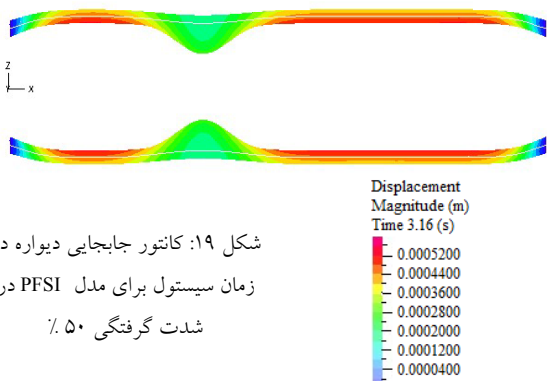 Z
X
Displacement
Magnitude (m)
Time 3.16 (s)
0.0005200
0.0004400
0.0003600
0.0002800
0.0002000
0.0001200
0.0000400
شکل ۱۹: کانتور جابجایی دیواره د
زمان سیستول برای مدل PFSI در
شدت گرفتگی ۵۰ ٪